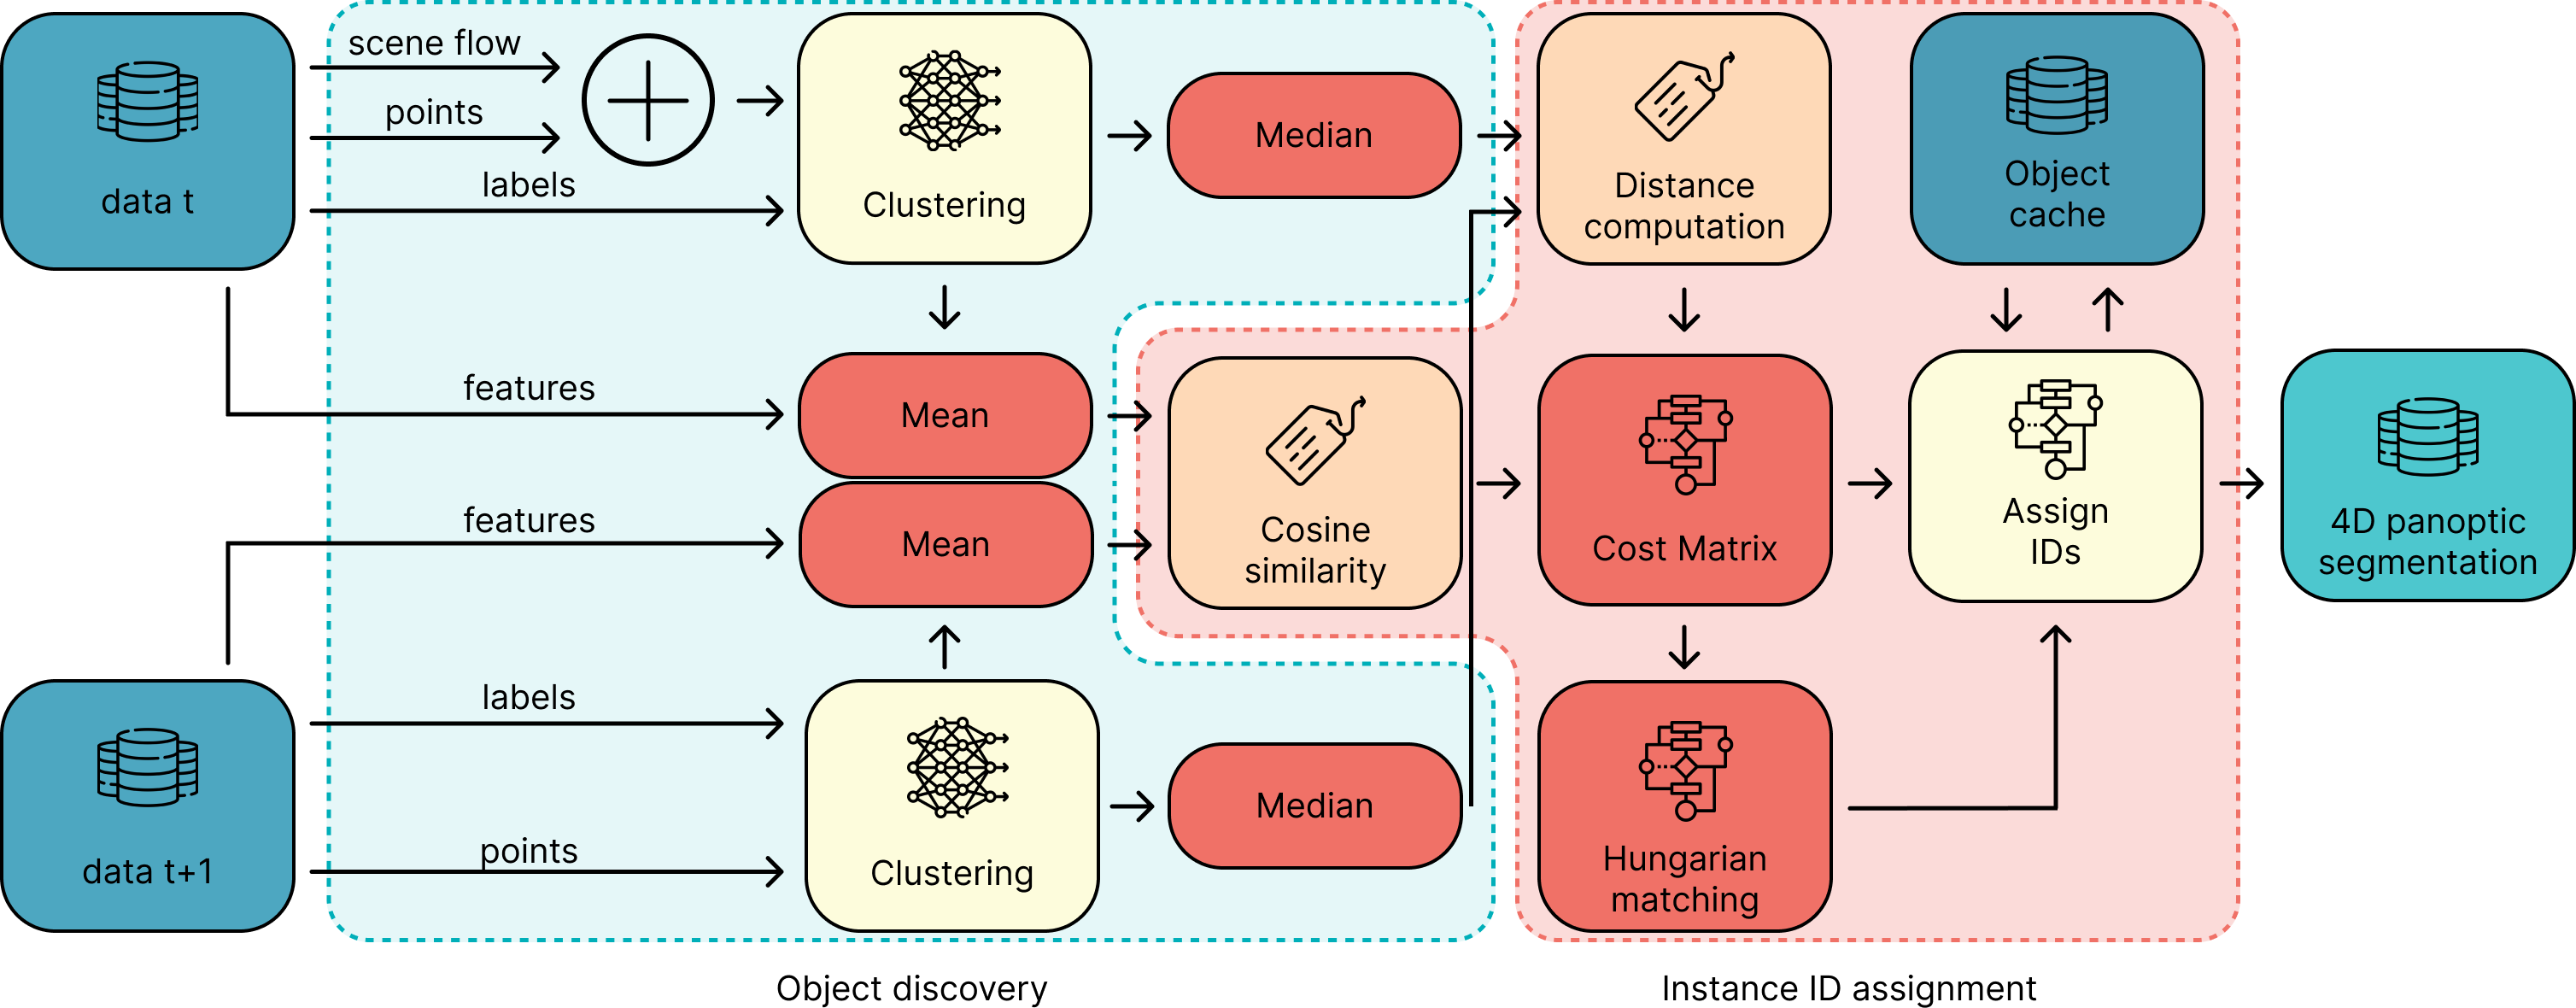 scene flow
points
labels
data t
Clustering
Median
Distance
computation
Object
cache
features
Mean
features
Mean
Cosine
similarity
Cost Matrix
Assign
IDs
4D panoptic
segmentation
labels
points
data t+1
Clustering
Median
Hungarian
matching
Object discovery
Instance ID assignment